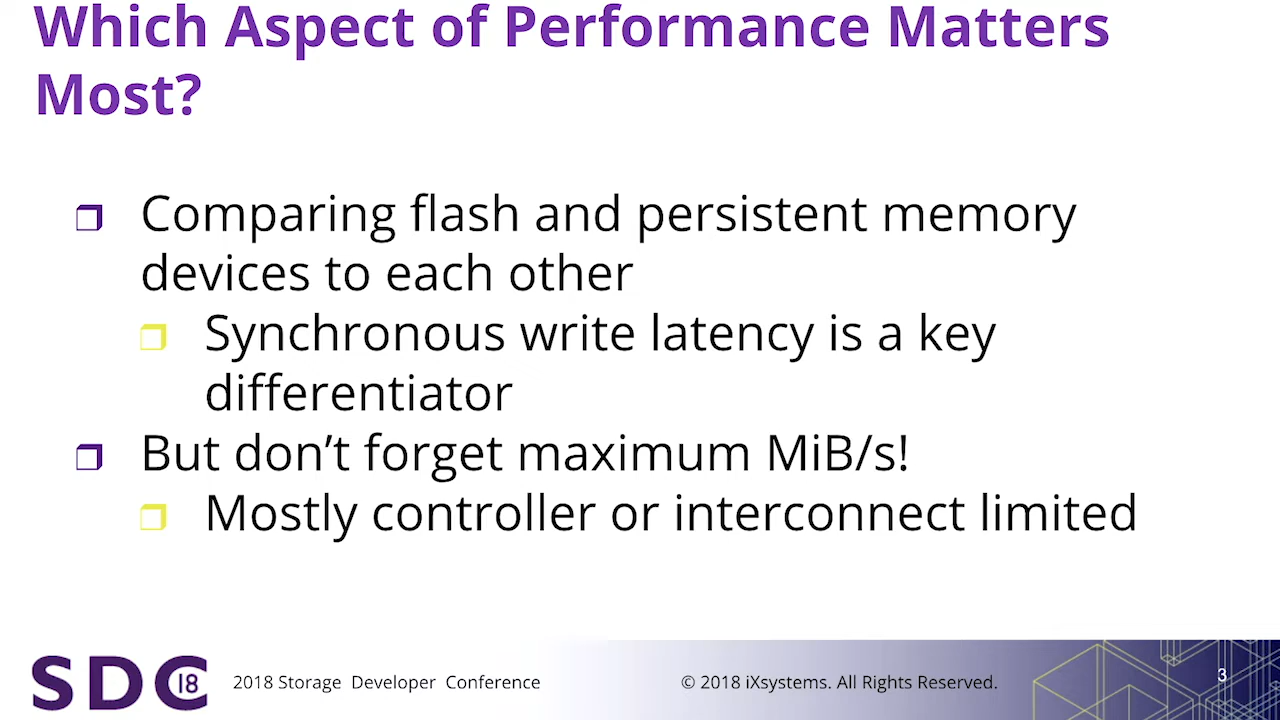 Which Aspect of Performance Matters
Most?
Comparing flash and persistent memory
devices to each other
Synchronous write latency is a key
differentiator
But don’t forget maximum MiB/s!
Mostly controller or interconnect limited
SDC 18
2018 Storage Developer Conference
© 2018 iXsystems. All Rights Reserved.
3